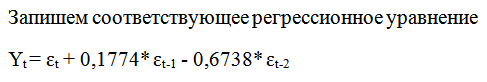 Запишем соответствующее регрессионное уравнение
Yₜ = εₜ + 0,1774* εₜ₋₁ - 0,6738* εₜ₋₂